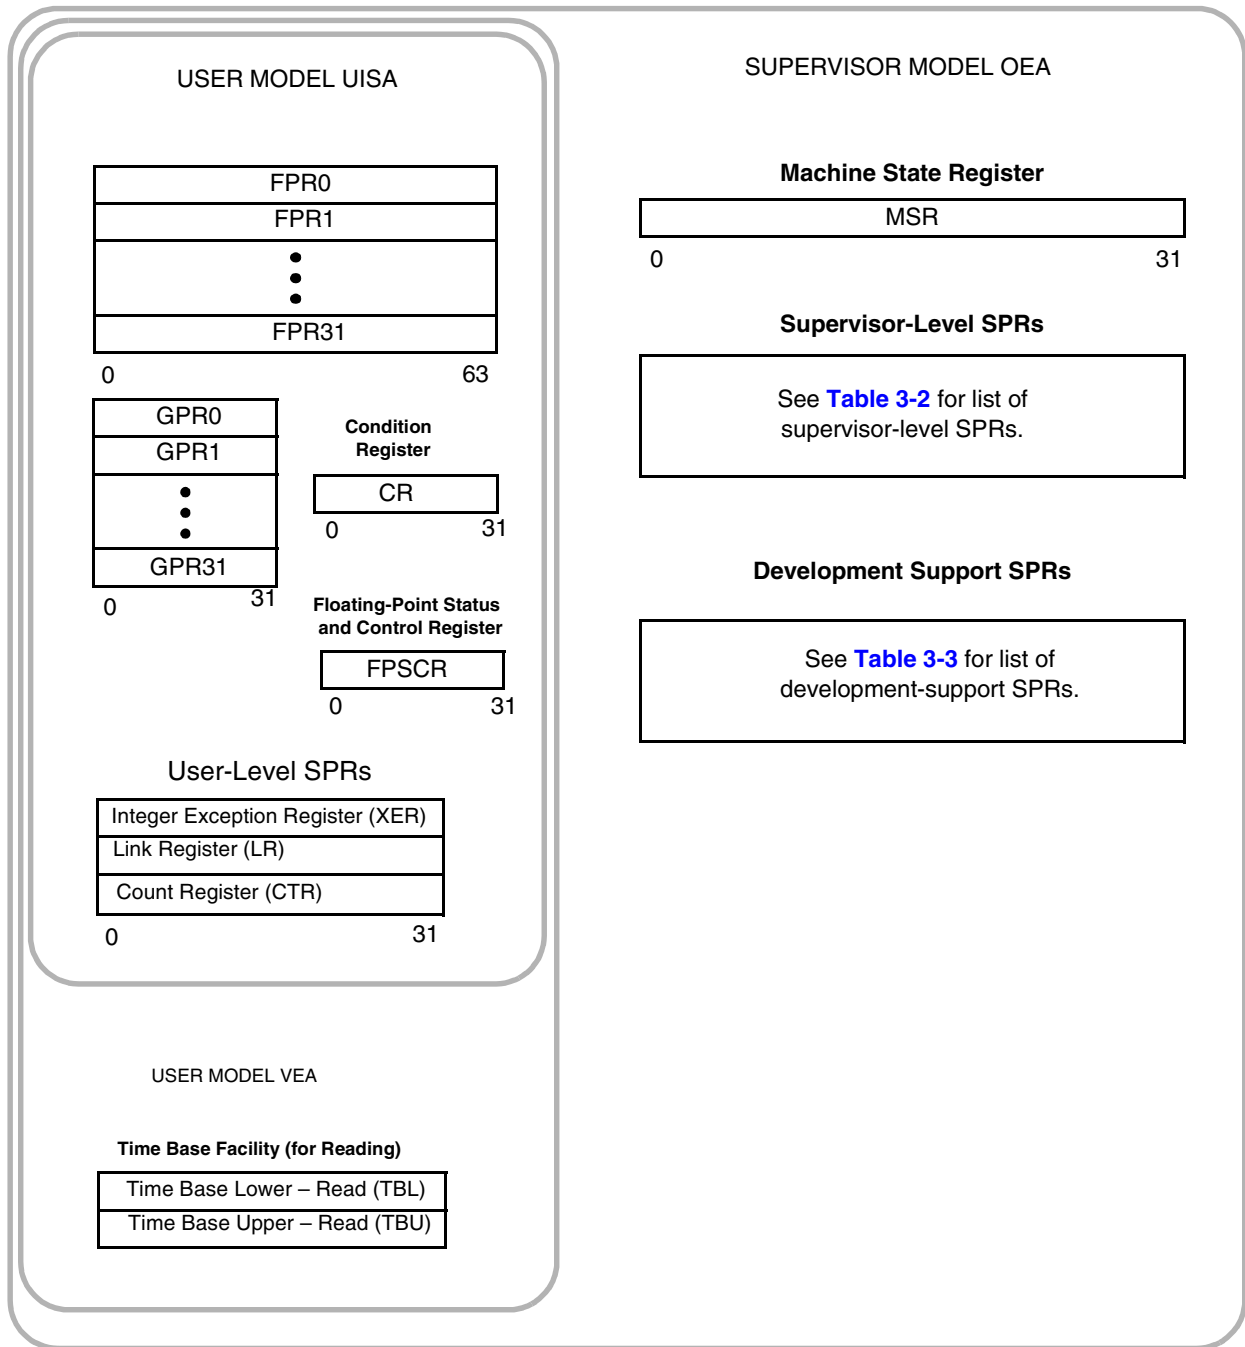 USER MODEL UISA
FPR0
FPR1
FPR31
0 63
GPR0
GPR1
GPR31
0 31
Condition
Register
CR
0 31
Floating-Point Status
and Control Register
FPSCR
0 31
User-Level SPRs
Integer Exception Register (XER)
Link Register (LR)
Count Register (CTR)
0 31
USER MODEL VEA
Time Base Facility (for Reading)
Time Base Lower – Read (TBL)
Time Base Upper – Read (TBU)
SUPERVISOR MODEL OEA
Machine State Register
MSR
0 31
Supervisor-Level SPRs
See Table 3-2 for list of
supervisor-level SPRs.
Development Support SPRs
See Table 3-3 for list of
development-support SPRs.